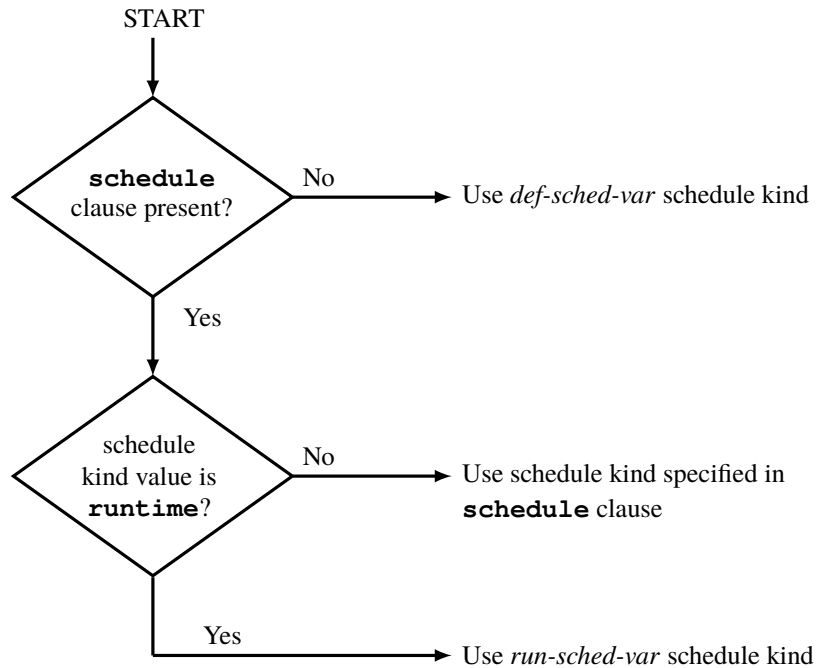 START
schedule
clause present?
No
Use def-sched-var schedule kind
Yes
schedule
kind value is
runtime?
No
Use schedule kind specified in
schedule clause
Yes
Use run-sched-var schedule kind